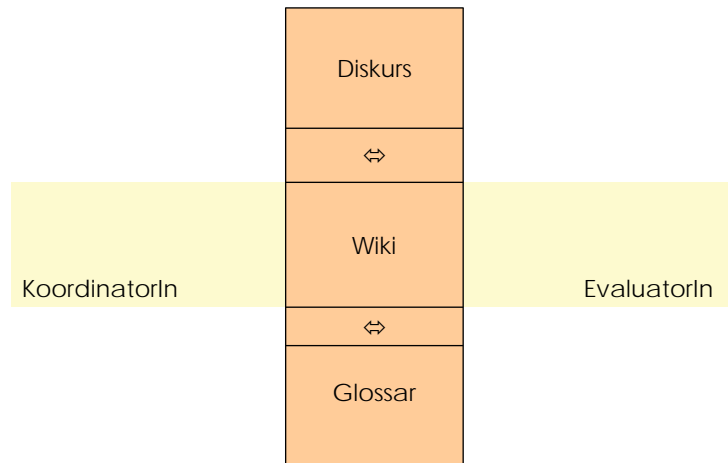 Diskurs
⬄
Wiki
KoordinatorIn
EvaluatorIn
⬄
Glossar